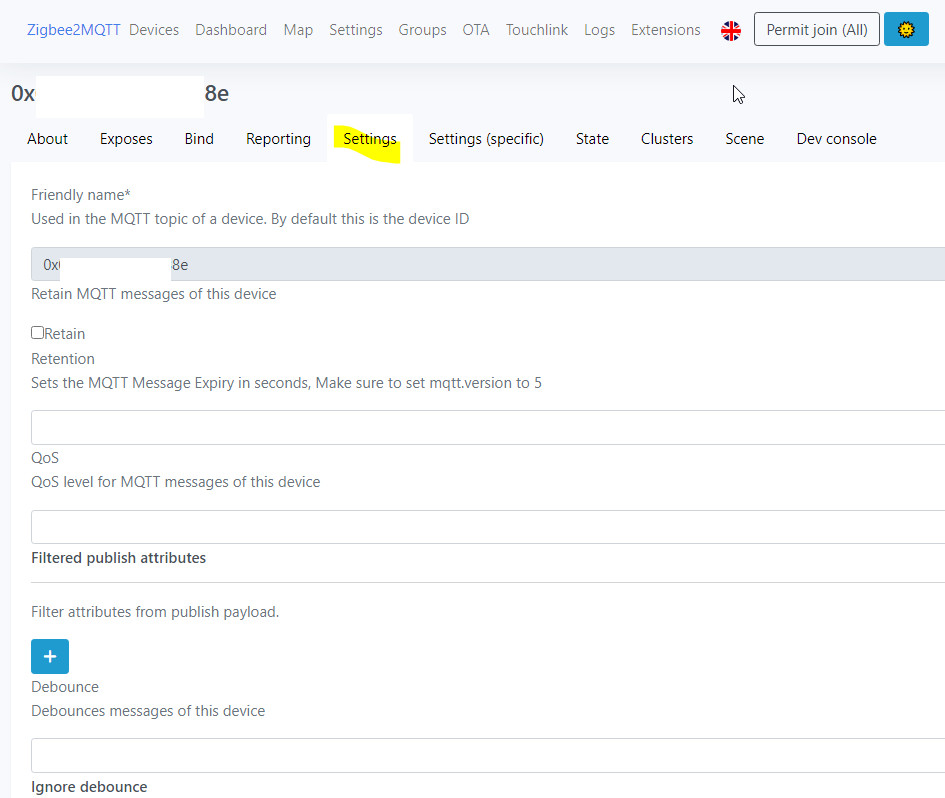 Zigbee2MQTT Devices Dashboard Map Settings Groups OTA Touchlink Logs Extensions Permit join (All)
0x 8e
About Exposes Bind Reporting Settings Settings (specific) State Clusters Scene Dev console
Friendly name*
Used in the MQTT topic of a device. By default this is the device ID
0x 8e
Retain MQTT messages of this device
Retain
Retention
Sets the MQTT Message Expiry in seconds, Make sure to set mqtt.version to 5
QoS
QoS level for MQTT messages of this device
Filtered publish attributes
Filter attributes from publish payload.
+
Debounce
Debounces messages of this device
Ignore debounce